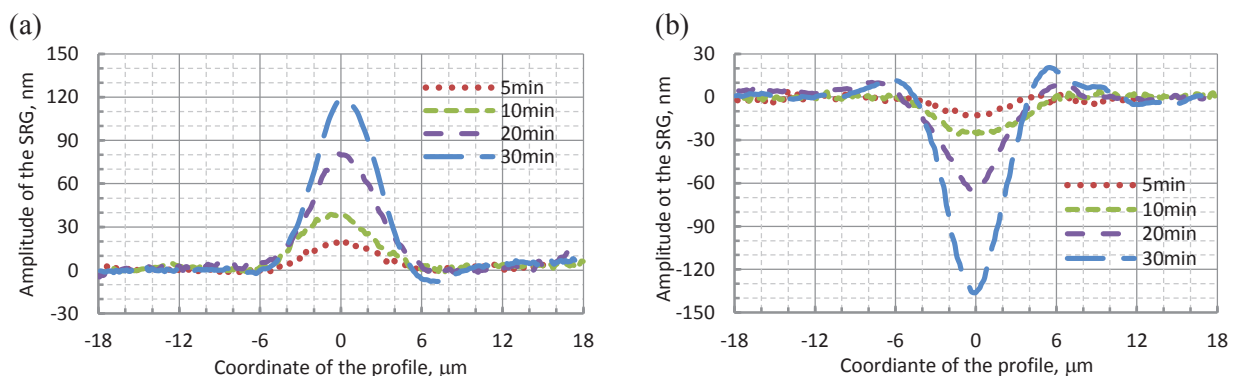 (a)
150
120
90
60
30
0
-30
Amplitude of the SRG, nm
5min
10min
20min
30min
-18 -12 -6 0 6 12 18
Coordinate of the profile, μm
(b)
30
0
-30
-60
-90
-120
-150
Amplitude ot the SRG, nm
5min
10min
20min
30min
-18 -12 -6 0 6 12 18
Coordiante of the profile, μm